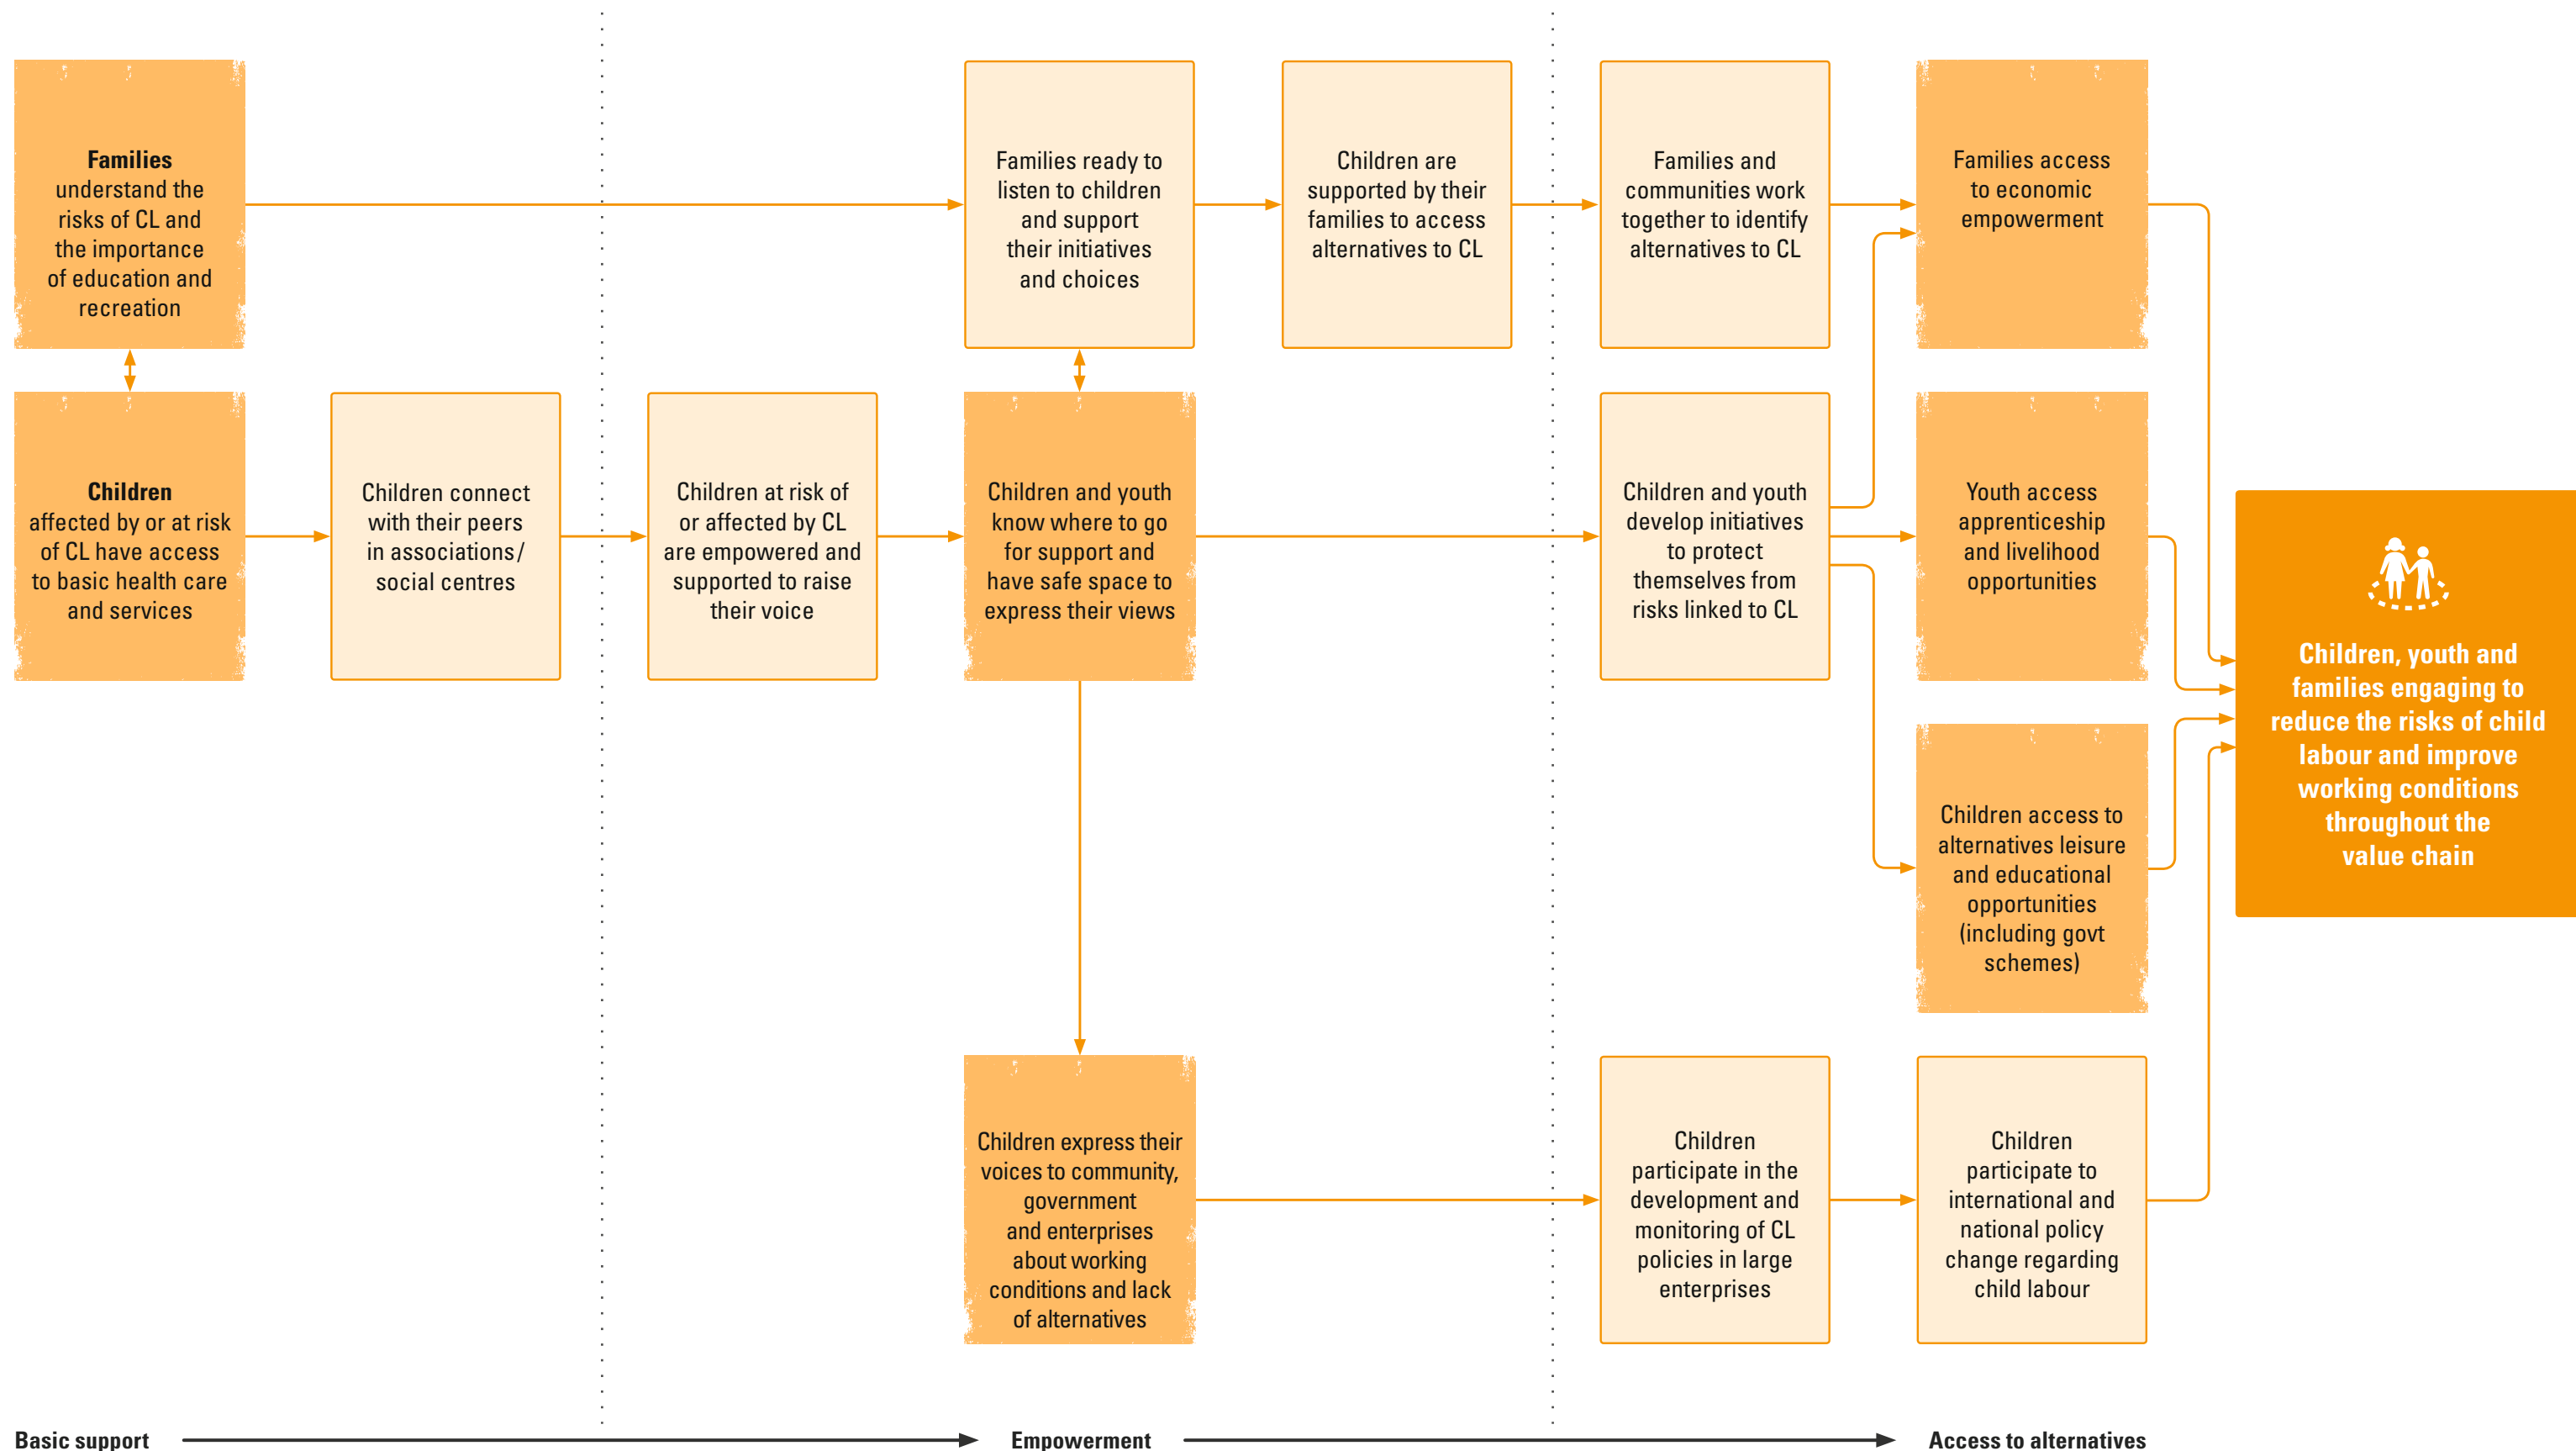 Families
understand the
risks of CL and
the importance
of education and
recreation
Families ready to
listen to children
and support
their initiatives
and choices
Children are
supported by their
families to access
alternatives to CL
Families and
communities work
together to identify
alternatives to CL
Families access
to economic
empowerment
Children
affected by or at risk
of CL have access
to basic health care
and services
Children connect
with their peers
in associations/
social centres
Children at risk of
or affected by CL
are empowered and
supported to raise
their voice
Children and youth
know where to go
for support and
have safe space to
express their views
Children and youth
develop initiatives
to protect
themselves from
risks linked to CL
Youth access
apprenticeship
and livelihood
opportunities
Children, youth and
families engaging to
reduce the risks of child
labour and improve
working conditions
throughout the
value chain
Children access to
alternatives leisure
and educational
opportunities
(including govt
schemes)
Children express their
voices to community,
government
and enterprises
about working
conditions and lack
of alternatives
Children
participate in the
development and
monitoring of CL
policies in large
enterprises
Children
participate to
international and
national policy
change regarding
child labour
Basic support
Empowerment
Access to alternatives